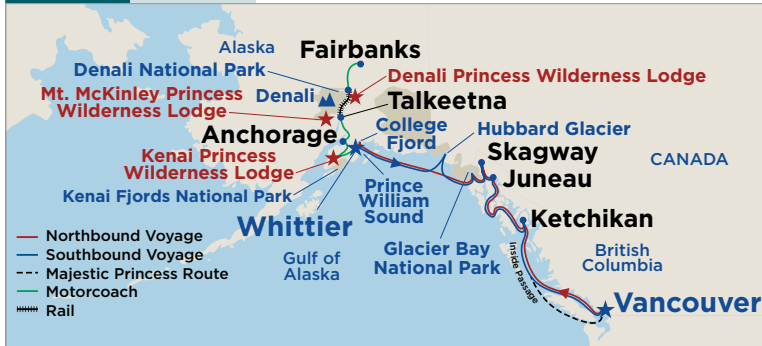 Alaska
Fairbanks
Denali National Park
Denali Princess Wilderness Lodge
Mt. McKinley Princess
Wilderness Lodge
Denali
Talkeetna
Anchorage
College
Fjord
Hubbard Glacier
Kenai Princess
Wilderness Lodge
Skagway
CANADA
Juneau
Kenai Fjords National Park
Prince
William
Sound
Whittier
Ketchikan
Glacier Bay
National Park
Gulf of
Alaska
British
Columbia
Inside Passage
Vancouver
Northbound Voyage
Southbound Voyage
Majestic Princess Route
Motorcoach
Rail